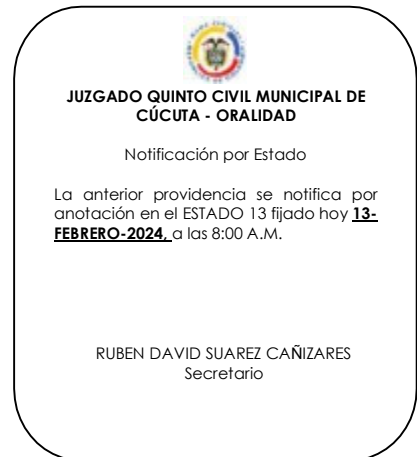 JUZGADO QUINTO CIVIL MUNICIPAL DE
CÚCUTA - ORALIDAD
Notificación por Estado
La anterior providencia se notifica por
anotación en el ESTADO 13 fijado hoy 13-
FEBRERO-2024, a las 8:00 A.M.
RUBEN DAVID SUAREZ CAÑIZARES
Secretario